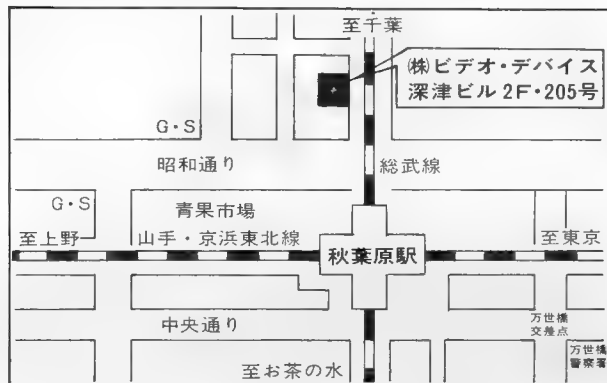 至千葉
㈱ビデオ・デバイス
深津ビル2F・205号
G・S
昭和通り
総武線
G・S
青果市場
至上野
山手・京浜東北線
秋葉原駅
至東京
中央通り
万世橋
交差点
万世橋
警察署
至お茶の水